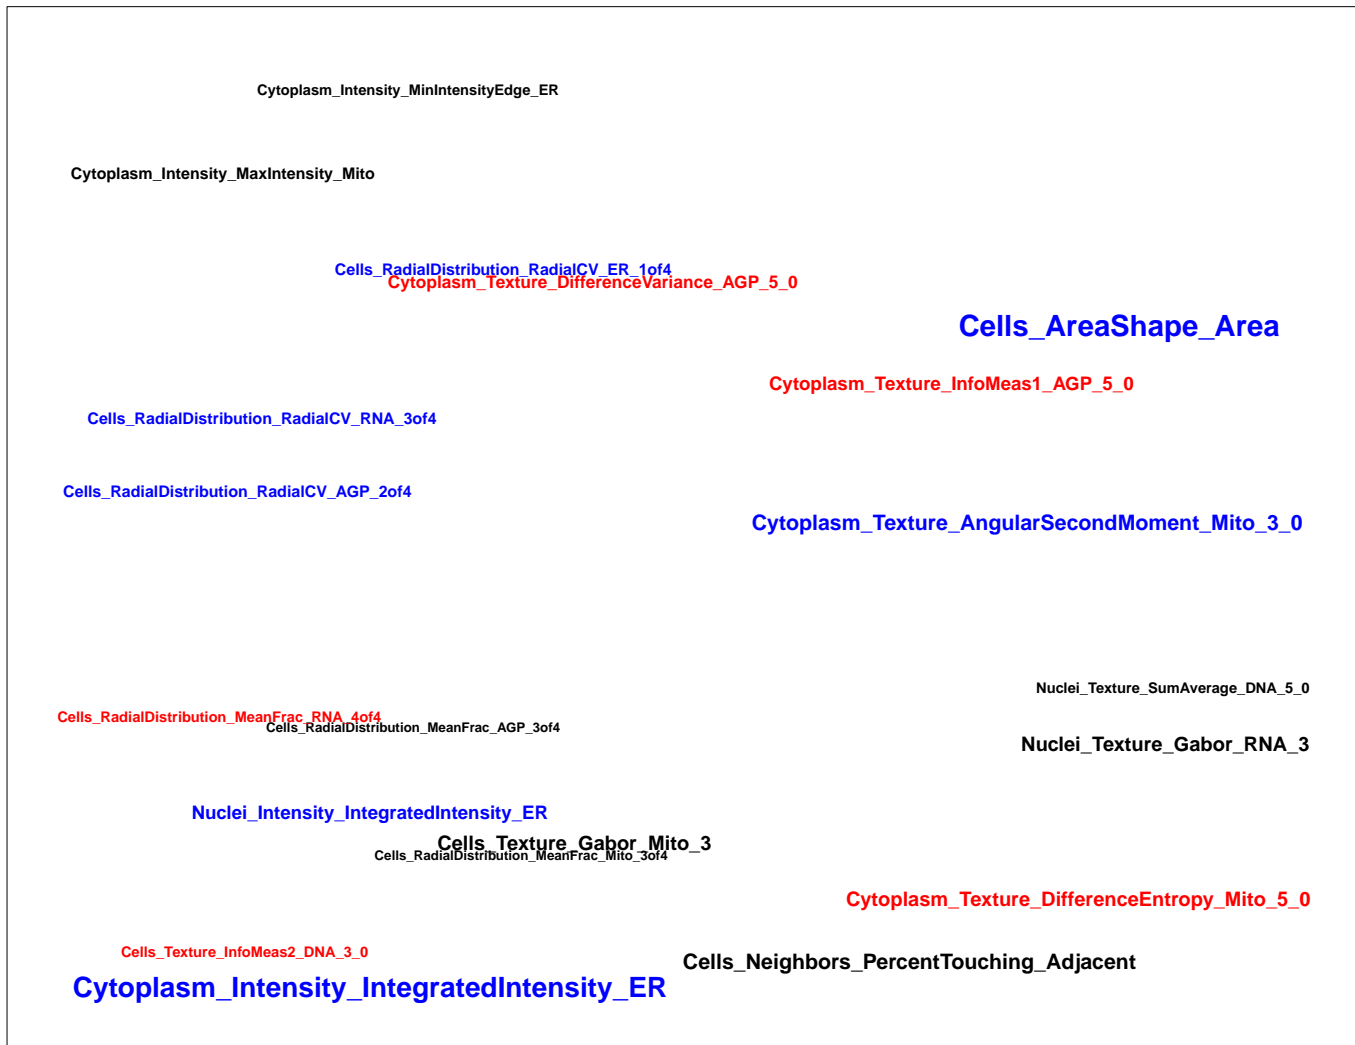 Cytoplasm_Intensity_MinIntensityEdge_ER
Cytoplasm_Intensity_MaxIntensity_Mito
Cells_RadialDistribution_RadialCV_ER_1of4
Cytoplasm_Texture_DifferenceVariance_AGP_5_0
Cells_AreaShape_Area
Cytoplasm_Texture_InfoMeas1_AGP_5_0
Cells_RadialDistribution_RadialCV_RNA_3of4
Cells_RadialDistribution_RadialCV_AGP_2of4
Cytoplasm_Texture_AngularSecondMoment_Mito_3_0
Nuclei_Texture_SumAverage_DNA_5_0
Cells_RadialDistribution_MeanFrac_RNA_4of4
Cells_RadialDistribution_MeanFrac_AGP_3of4
Nuclei_Texture_Gabor_RNA_3
Nuclei_Intensity_IntegratedIntensity_ER
Cells_Texture_Gabor_Mito_3
Cells_RadialDistribution_MeanFrac_Mito_3of4
Cytoplasm_Texture_DifferenceEntropy_Mito_5_0
Cells_Texture_InfoMeas2_DNA_3_0
Cells_Neighbors_PercentTouching_Adjacent
Cytoplasm_Intensity_IntegratedIntensity_ER